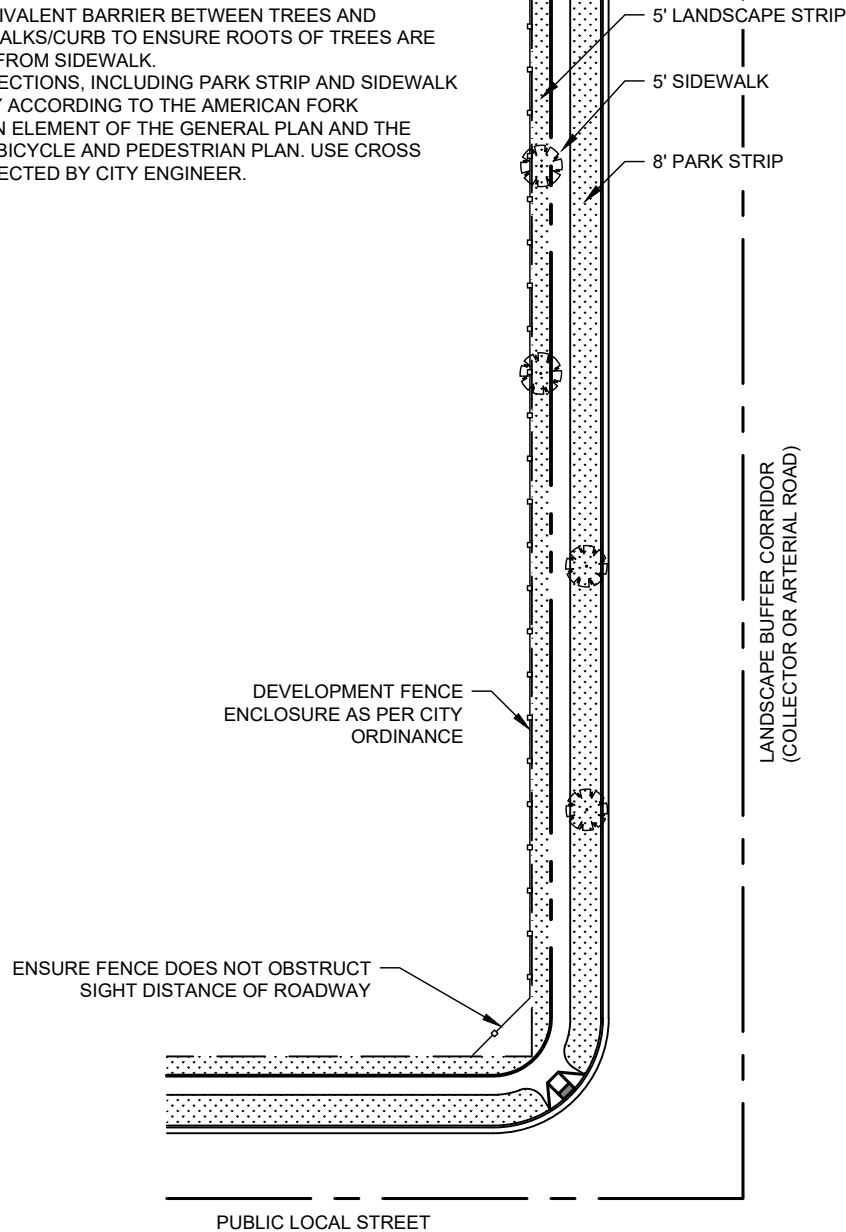 IVALENT BARRIER BETWEEN TREES AND
ALKS/CURB TO ENSURE ROOTS OF TREES ARE
FROM SIDEWALK.
ECTIONS, INCLUDING PARK STRIP AND SIDEWALK
Y ACCORDING TO THE AMERICAN FORK
N ELEMENT OF THE GENERAL PLAN AND THE
BICYCLE AND PEDESTRIAN PLAN. USE CROSS
ECTED BY CITY ENGINEER.
5' LANDSCAPE STRIP
5' SIDEWALK
8' PARK STRIP
LANDSCAPE BUFFER CORRIDOR
(COLLECTOR OR ARTERIAL ROAD)
DEVELOPMENT FENCE
ENCLOSURE AS PER CITY
ORDINANCE
ENSURE FENCE DOES NOT OBSTRUCT
SIGHT DISTANCE OF ROADWAY
PUBLIC LOCAL STREET